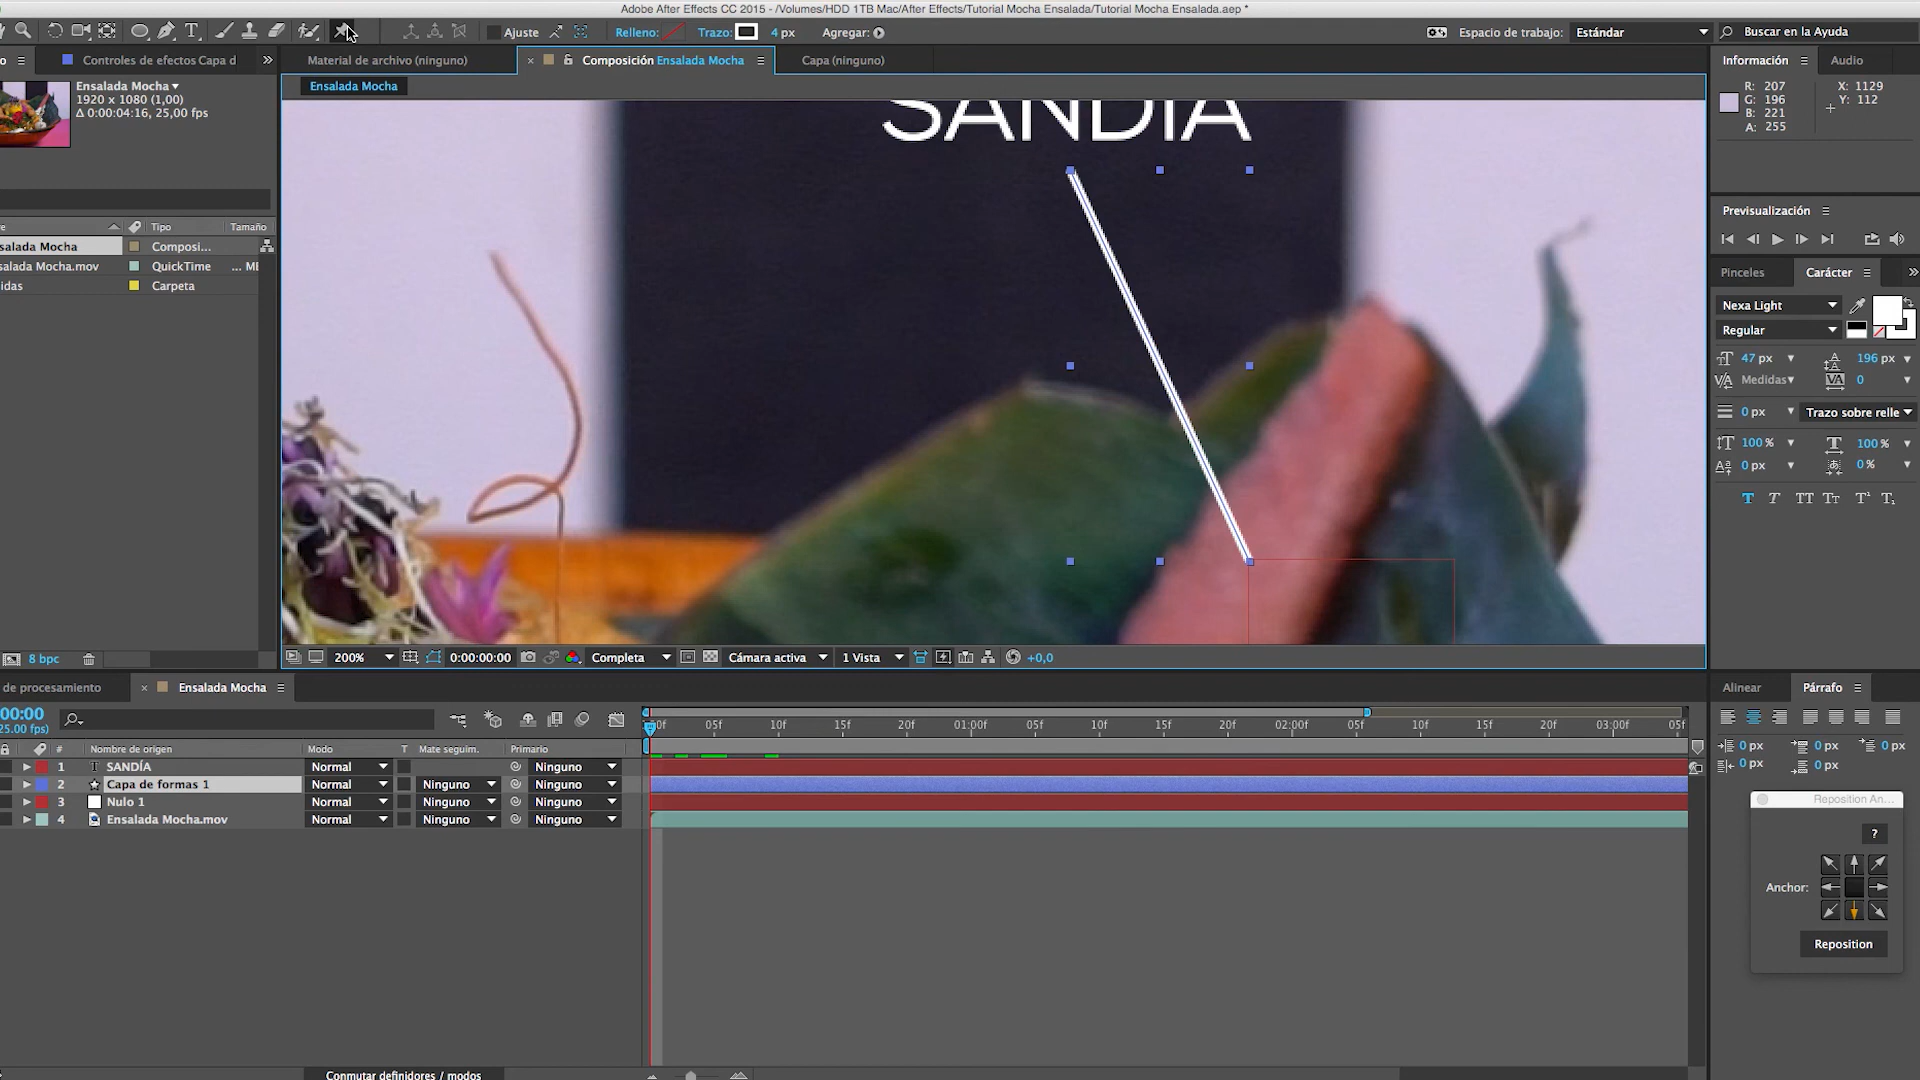 Adobe After Effects CC 2015 - /Volumes/HDD 1TB Mac/After Effects/Tutorial Mocha Ensalada/Tutorial Mocha Ensalada.aep *
T
Ajuste
Relleno:
Trazo:
4 px
Agregar:
Espacio de trabajo:
Estándar
Buscar en la Ayuda
Controles de efectos Capa d
Material de archivo (ninguno)
Composición Ensalada Mocha
Capa (ninguno)
Información
Audio
Ensalada Mocha
1920 x 1080 (1,00)
Δ 0:00:04:16, 25,00 fps
Ensalada Mocha
R: 207
G: 196
B: 221
A: 255
X: 1129
Y: 112
SANDÍA
Previsualización
Tipo
Tamaño
salada Mocha
Composi...
salada Mocha.mov
QuickTime
... ME
idas
Carpeta
Pinceles
Carácter
Nexa Light
Regular
47 px
196 px
Medidas
0
0 px
Trazo sobre relle
100 %
100 %
0 px
0 %
T T TT Tr T¹ T₁
8 bpc
200%
0:00:00:00
Completa
Cámara activa
1 Vista
+0,0
de procesamiento
Ensalada Mocha
Alinear
Párrafo
00:00
25.00 fps)
00f 05f 10f 15f 20f 01:00f 05f 10f 15f 20f 02:00f 05f 10f 15f 20f 03:00f 05f
# Nombre de origen Modo T Mate seguim. Primario
1 T SANDÍA Normal Ninguno
2 Capa de formas 1 Normal Ninguno Ninguno
3 Nulo 1 Normal Ninguno Ninguno
4 Ensalada Mocha.mov Normal Ninguno Ninguno
0 px 0 px 0 px
0 px 0 px
Reposition An...
?
Anchor:
Reposition
Conmutar definidores / modos